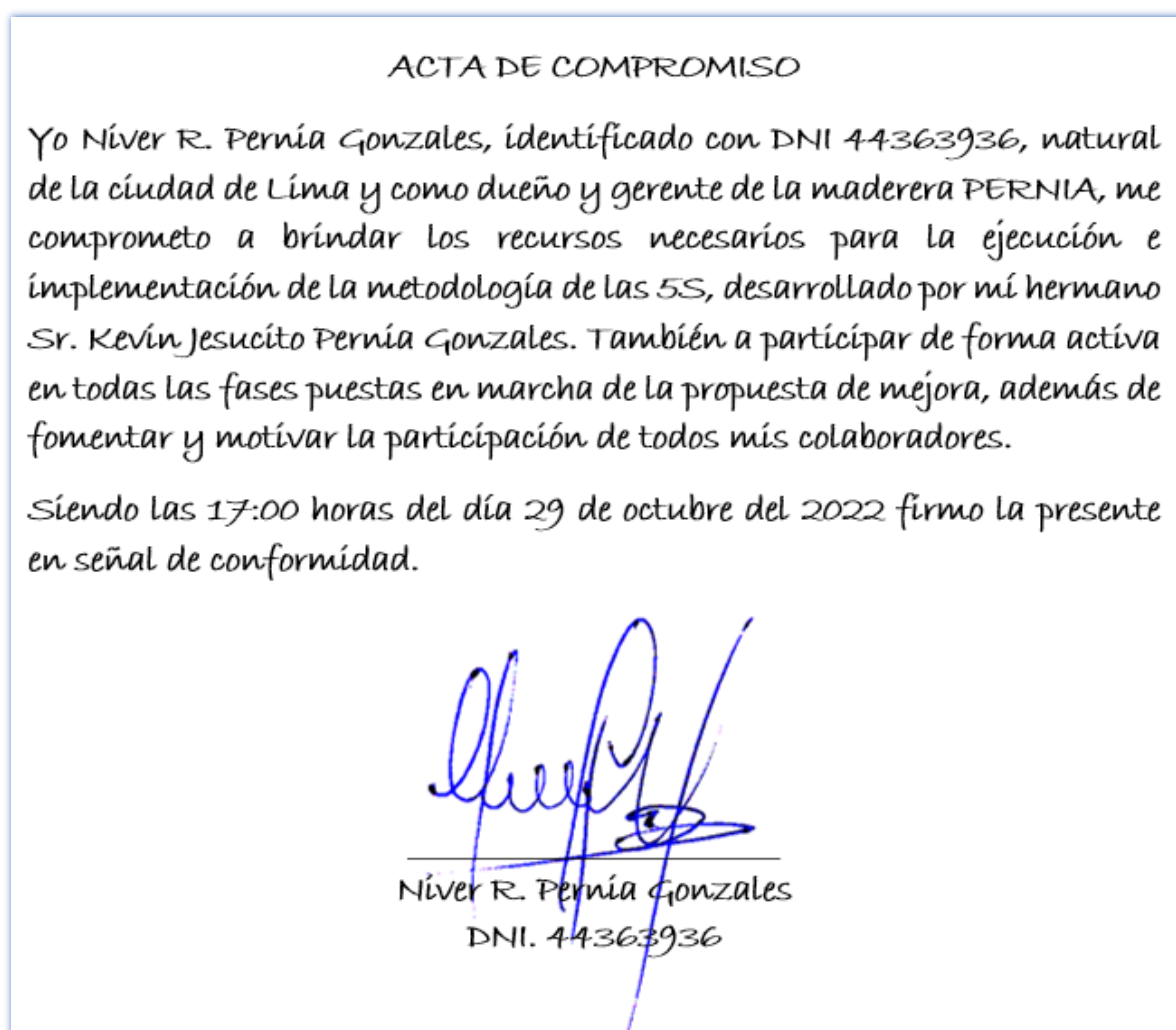 ACTA DE COMPROMISO
Yo Niver R. Pernia Gonzales, identificado con DNI 44363936, natural
de la ciudad de Lima y como dueño y gerente de la maderera PERNIA, me
comprometo a brindar los recursos necesarios para la ejecución e
implementación de la metodología de las 5S, desarrollado por mi hermano
Sr. Kevin Jesucito Pernia Gonzales. También a participar de forma activa
en todas las fases puestas en marcha de la propuesta de mejora, además de
fomentar y motivar la participación de todos mis colaboradores.
Siendo las 17:00 horas del día 29 de octubre del 2022 firmo la presente
en señal de conformidad.
Niver R. Pernia Gonzales
DNI. 44363936